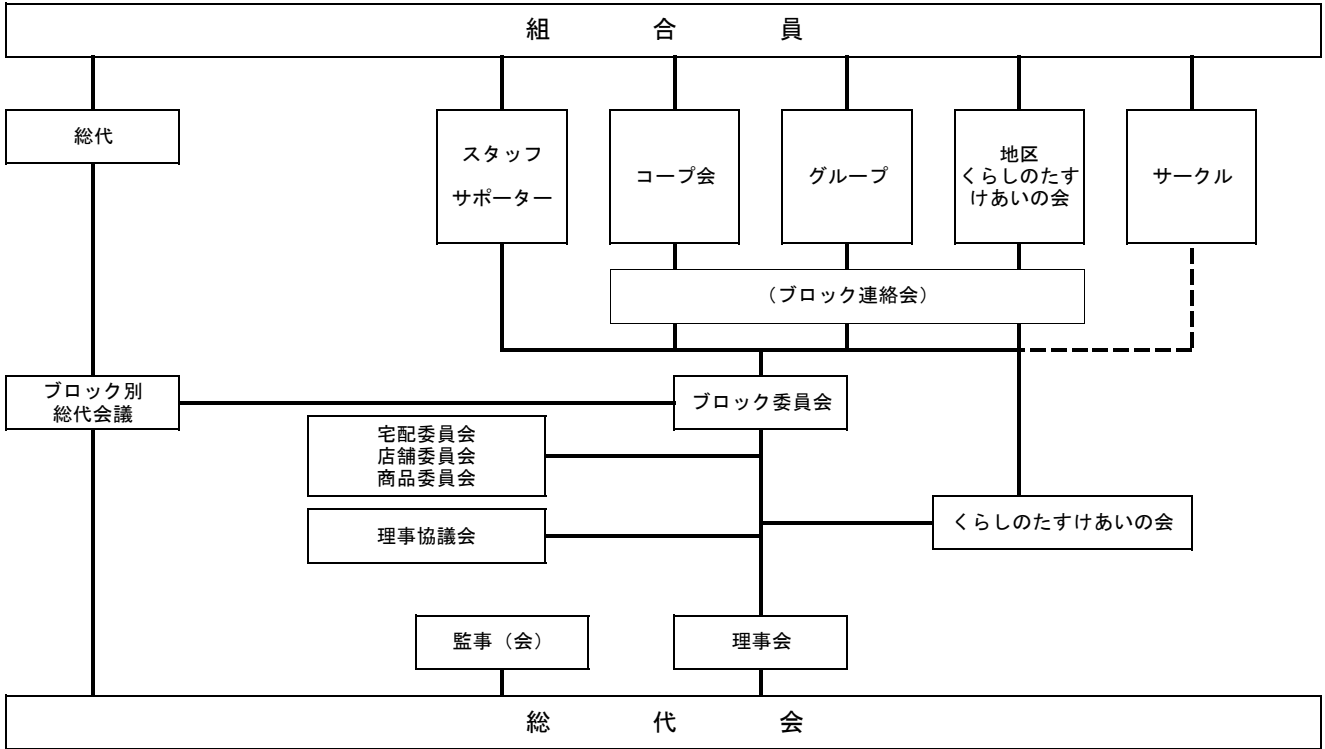 組合員
総代
スタッフ
サポーター
コープ会
グループ
地区
くらしのたす
けあいの会
サークル
（ブロック連絡会）
ブロック別
総代会議
ブロック委員会
宅配委員会
店舗委員会
商品委員会
くらしのたすけあいの会
理事協議会
監事（会）
理事会
総代会